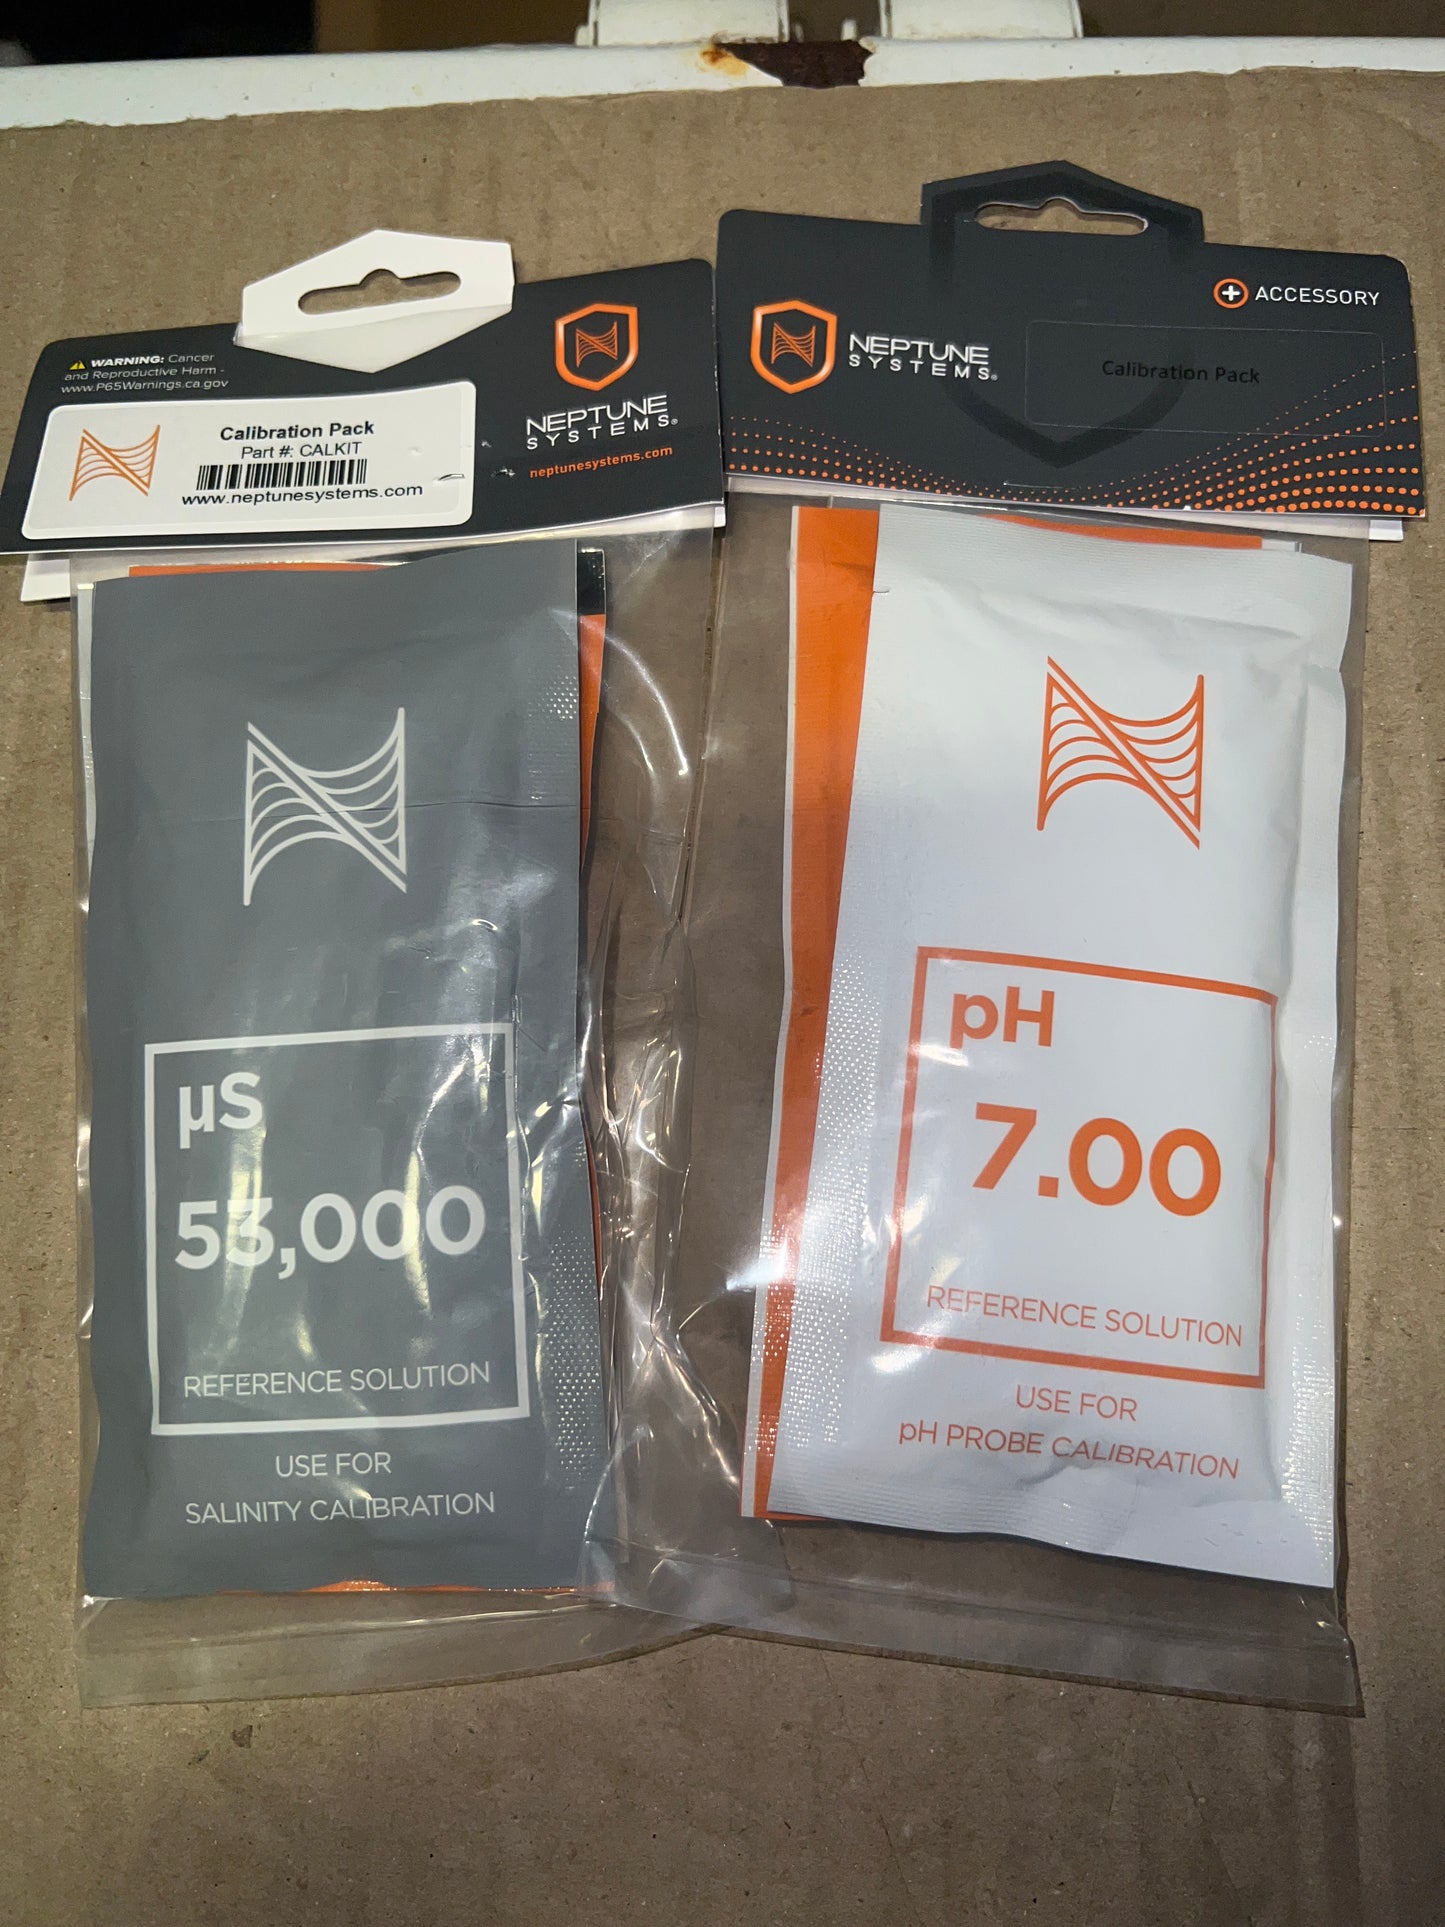 WARNING: Cancer
and Reproductive Harm -
www.P65Warnings.ca.gov
Calibration Pack
Part #: CALKIT
www.neptunesystems.com
NEPTUNE
SYSTEMS®
neptunesystems.com
µS
53,000
REFERENCE SOLUTION
USE FOR
SALINITY CALIBRATION
NEPTUNE
SYSTEMS®
ACCESSORY
Calibration Pack
pH
7.00
REFERENCE SOLUTION
USE FOR
pH PROBE CALIBRATION